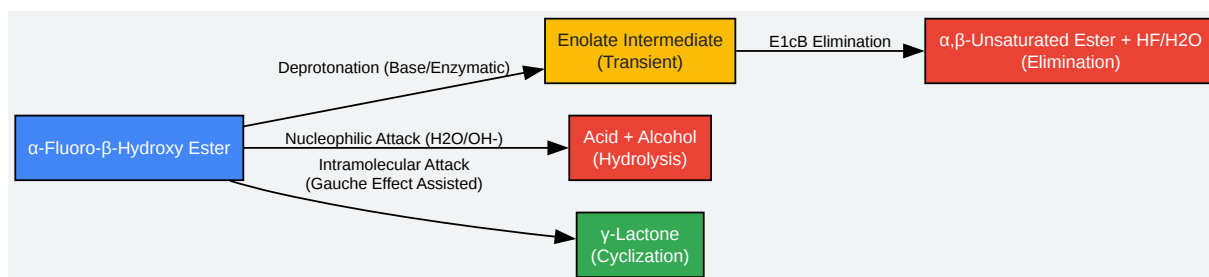 Enolate Intermediate
(Transient)
E1cB Elimination
α,β-Unsaturated Ester + HF/H2O
(Elimination)
Deprotonation (Base/Enzymatic)
α-Fluoro-β-Hydroxy Ester
Nucleophilic Attack (H2O/OH-)
Acid + Alcohol
(Hydrolysis)
Intramolecular Attack
(Gauche Effect Assisted)
γ-Lactone
(Cyclization)